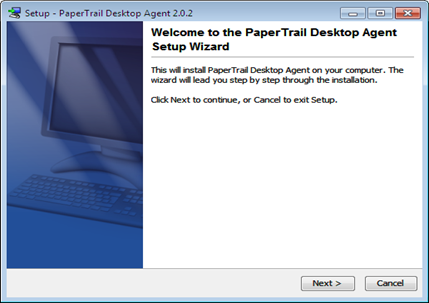 Setup - PaperTrail Desktop Agent 2.0.2
Welcome to the PaperTrail Desktop Agent
Setup Wizard
This will install PaperTrail Desktop Agent on your computer. The
wizard will lead you step by step through the installation.
Click Next to continue, or Cancel to exit Setup.
Next >
Cancel